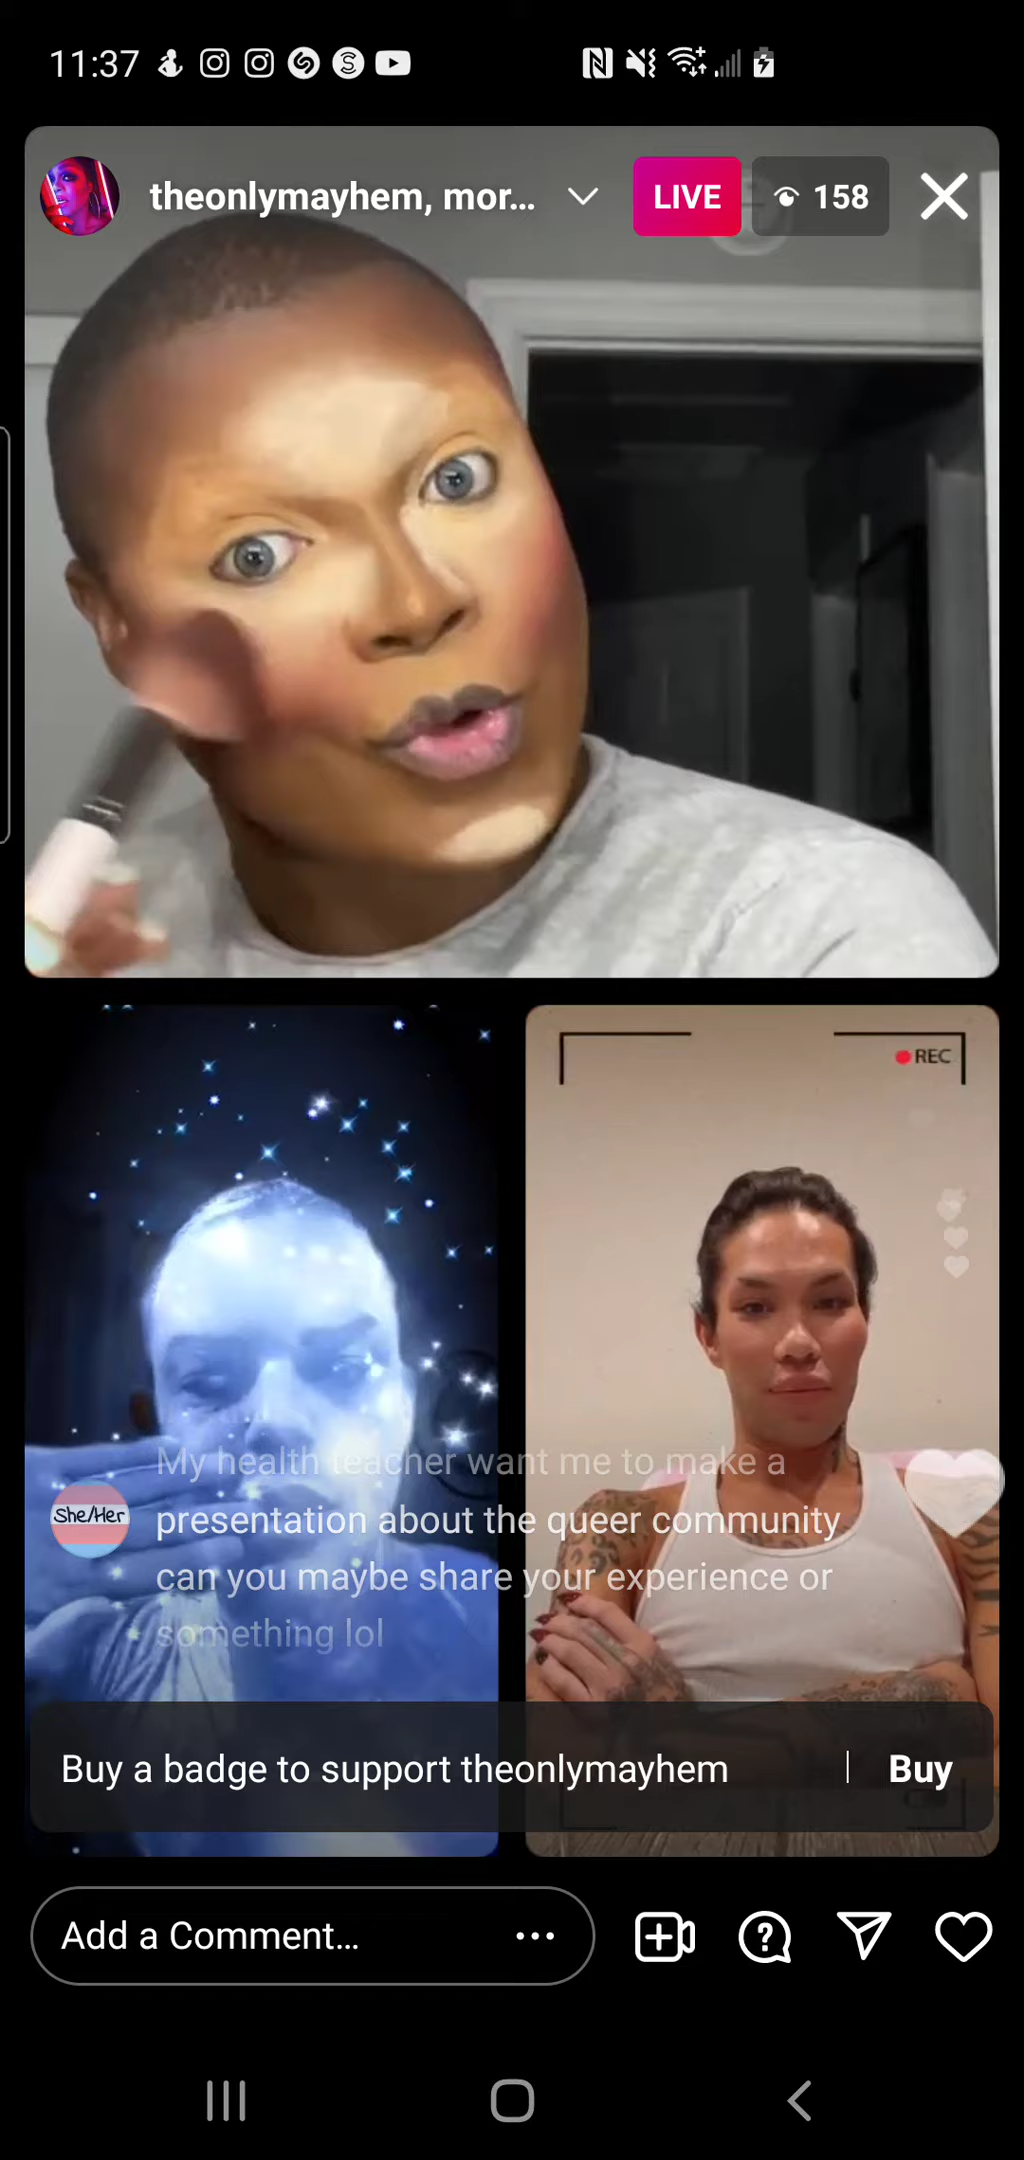 11:37
theonlymayhem, mor...
LIVE
158
REC
My health teacher want me to make a
She/Her
presentation about the queer community
can you maybe share your experience or
something lol
Buy a badge to support theonlymayhem
Buy
Add a Comment...